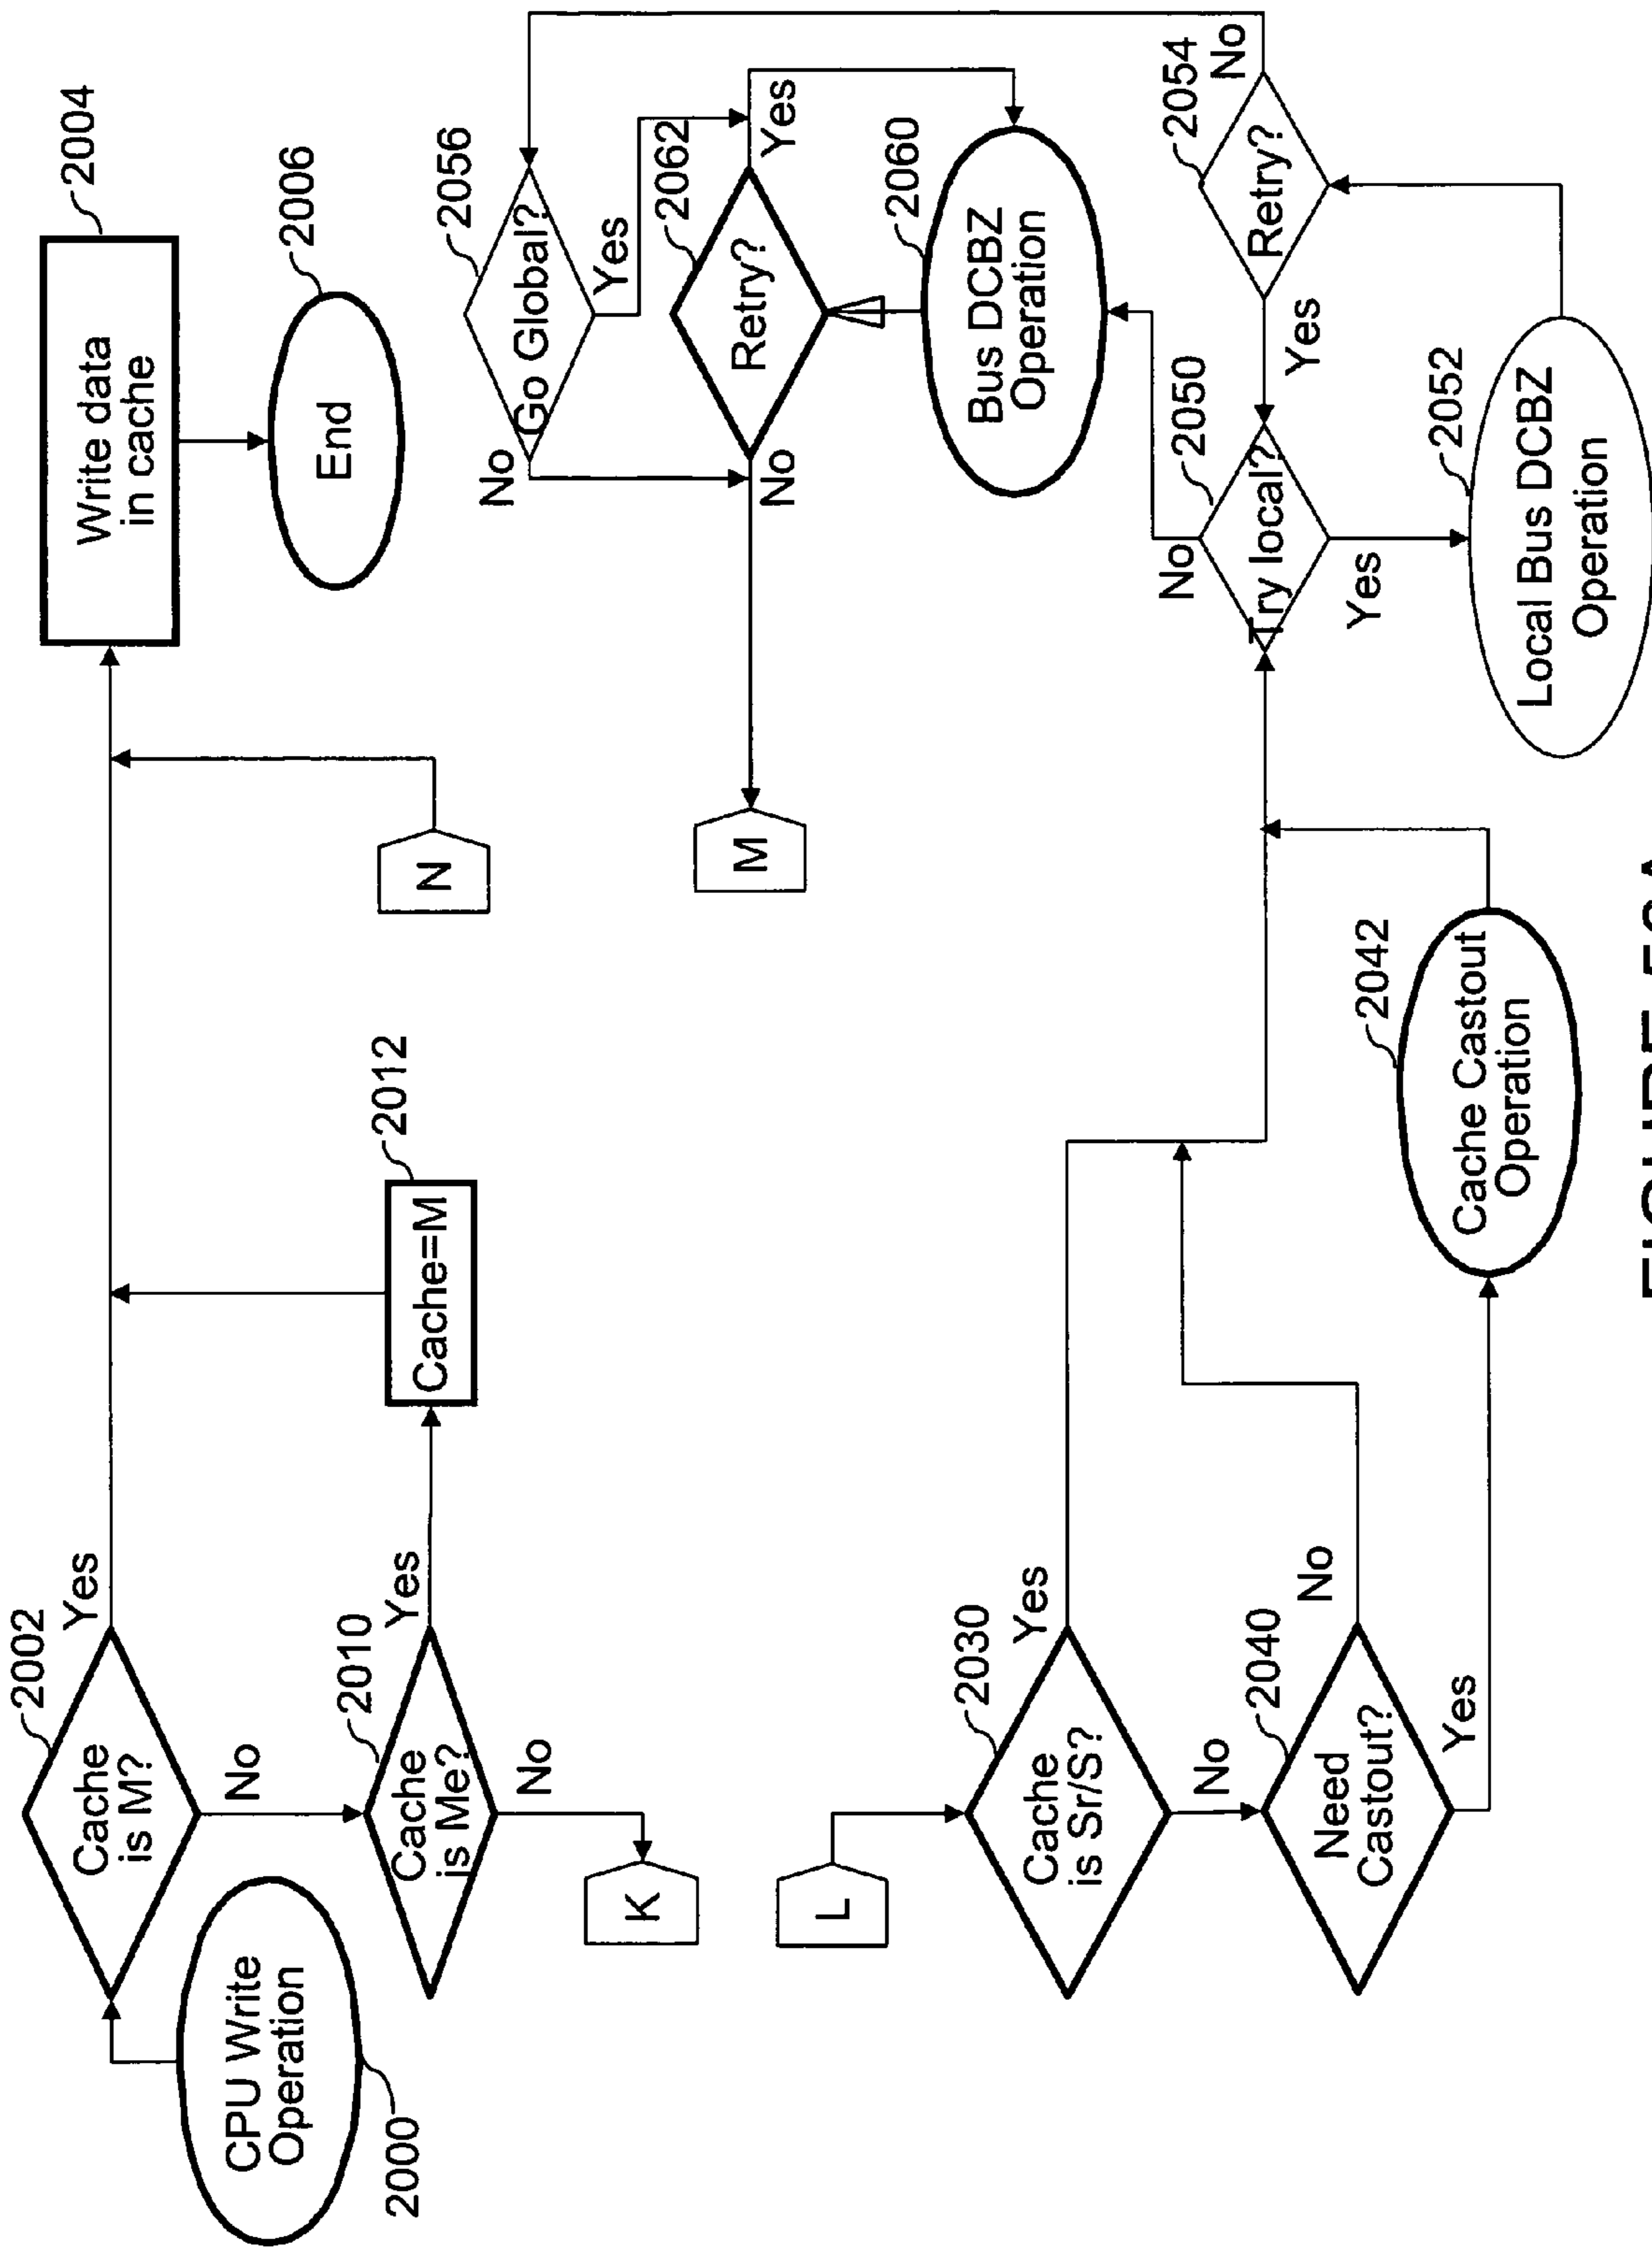 2002
Cache
is M?
Yes
No
CPU Write
Operation
2000
2004
Write data
in cache
2006
End
2010
Cache
is Me?
Yes
No
2012
Cache=M
N
K
2056
Go Global?
No
Yes
2062
Retry?
No
Yes
M
L
2060
Bus DCBZ
Operation
2030
Cache
is Sr/S?
Yes
No
2050
Try local?
No
Yes
2054
Retry?
Yes
No
2040
Need
Castout?
No
Yes
2042
Cache Castout
Operation
2052
Local Bus DCBZ
Operation
FIGURE